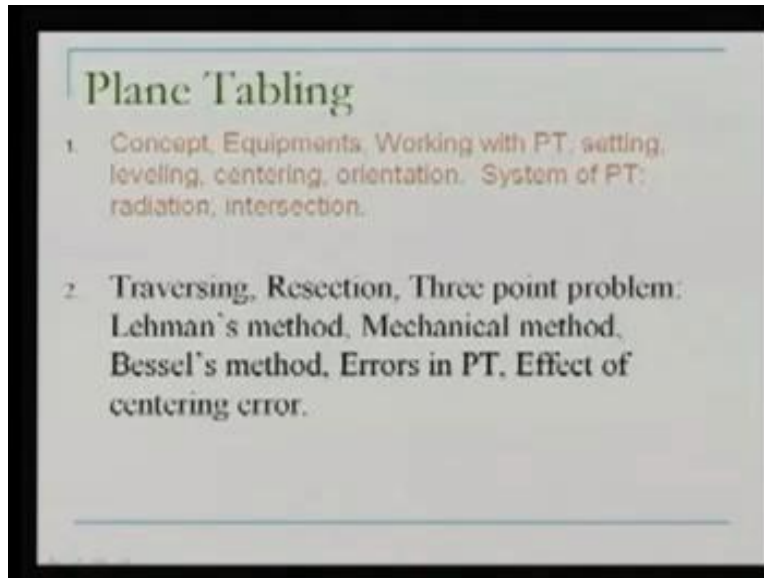 Plane Tabling
1. Concept, Equipments, Working with PT, setting,
leveling, centering, orientation. System of PT:
radiation, intersection.
2. Traversing, Resection, Three point problem:
Lehman`s method, Mechanical method,
Bessel`s method, Errors in PT, Effect of
centering error.